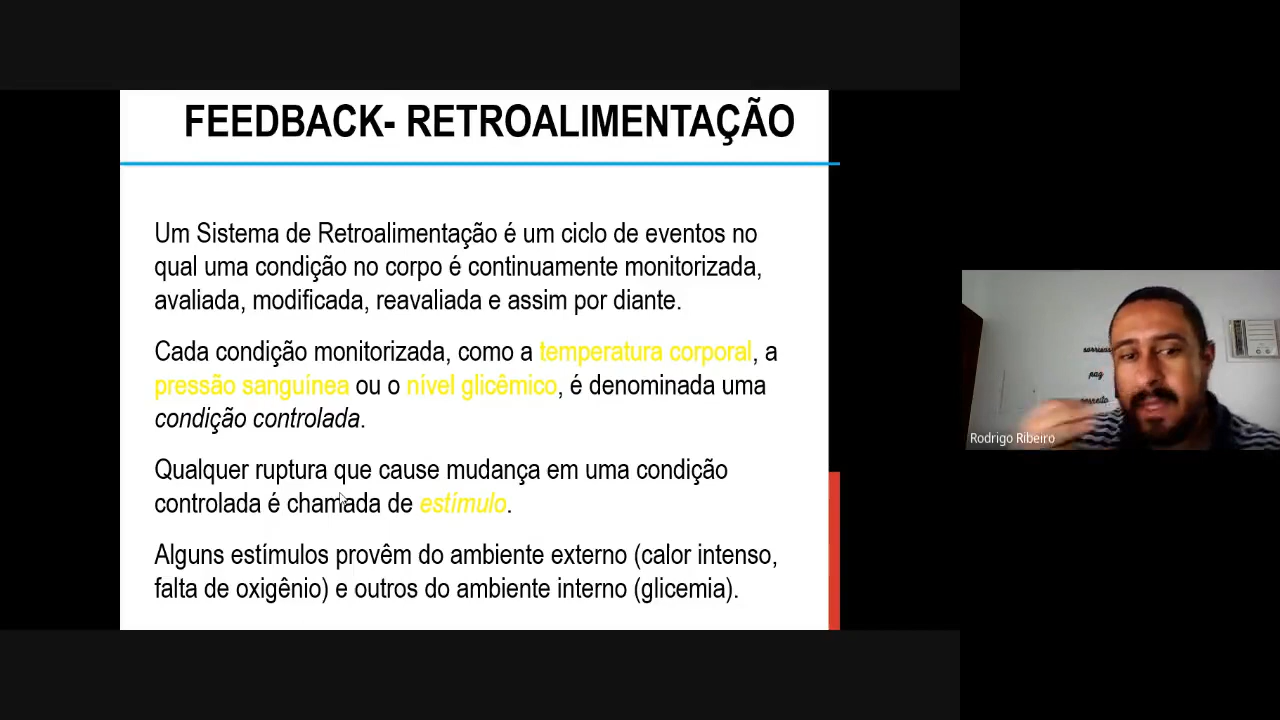 FEEDBACK- RETROALIMENTAÇÃO
Um Sistema de Retroalimentação é um ciclo de eventos no
qual uma condição no corpo é continuamente monitorizada,
avaliada, modificada, reavaliada e assim por diante.
Cada condição monitorizada, como a temperatura corporal, a
pressão sanguínea ou o nível glicêmico, é denominada uma
condição controlada.
Qualquer ruptura que cause mudança em uma condição
controlada é chamada de estímulo.
Alguns estímulos provêm do ambiente externo (calor intenso,
falta de oxigênio) e outros do ambiente interno (glicemia).
paz
Rodrigo Ribeiro